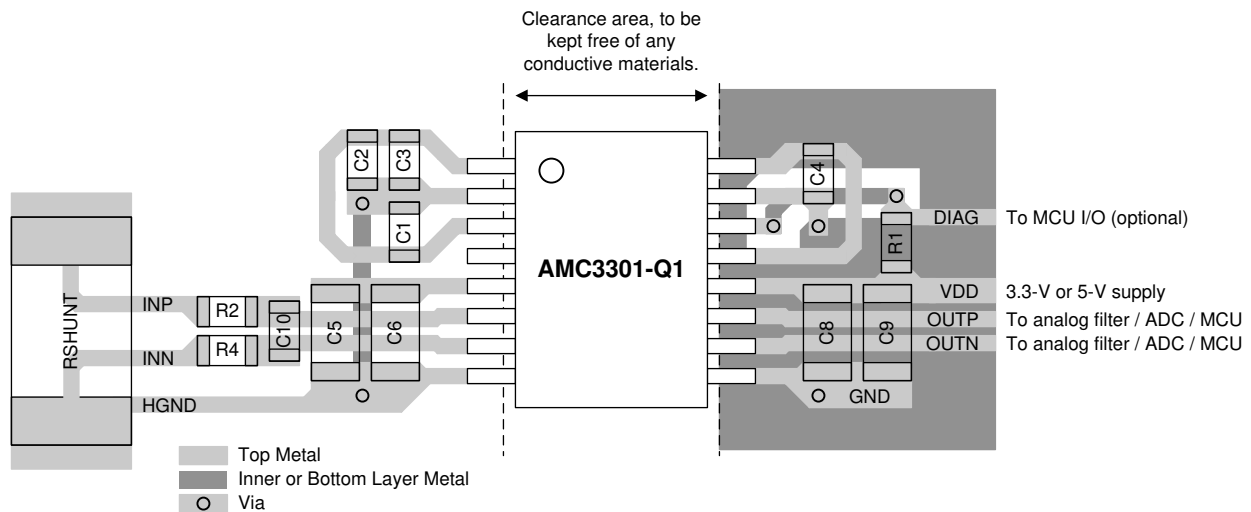 Clearance area, to be
kept free of any
conductive materials.
C2
C3
C4
C1
R1
DIAG
To MCU I/O (optional)
AMC3301-Q1
RSHUNT
INP
R2
C10
C5
C6
C8
C9
VDD
3.3-V or 5-V supply
OUTP
To analog filter / ADC / MCU
INN
R4
OUTN
To analog filter / ADC / MCU
HGND
GND
Top Metal
Inner or Bottom Layer Metal
Via